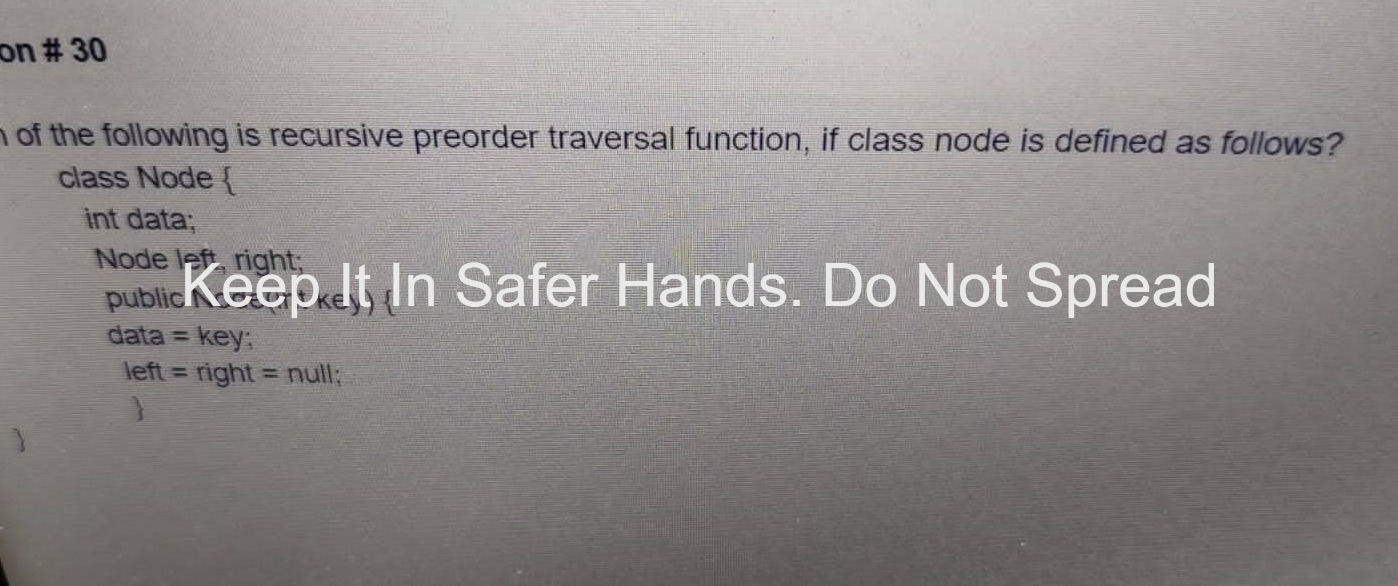 on # 30
of the following is recursive preorder traversal function, if class node is defined as follows?
class Node {
int data;
Node left, right;
public Node(int key) {
Keep It In Safer Hands. Do Not Spread
data = key;
left = right = null;
}
}